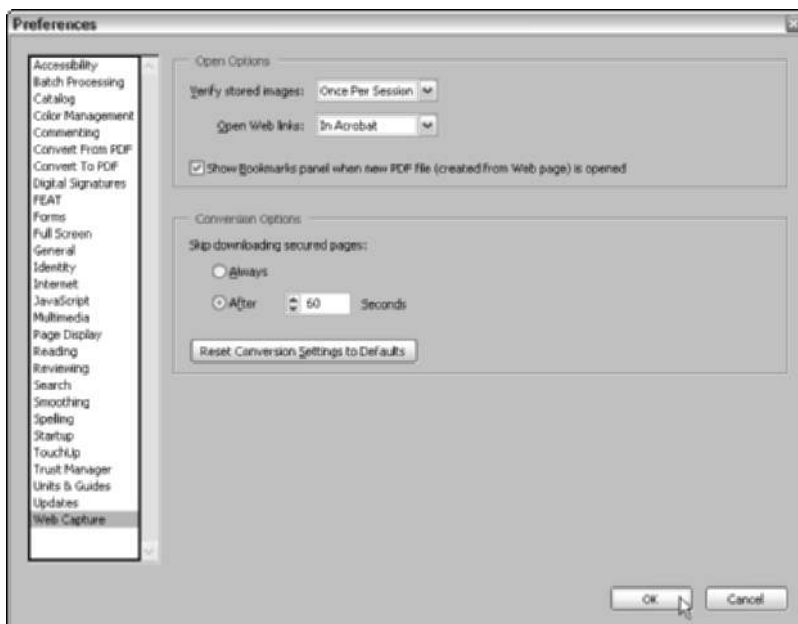 Preferences
Accessibility
Batch Processing
Catalog
Color Management
Commenting
Convert From PDF
Convert To PDF
Digital Signatures
FEAT
Forms
Full Screen
General
Identity
Internet
JavaScript
Multimedia
Page Display
Reading
Reviewing
Search
Smoothing
Spelling
Startup
TouchUp
Trust Manager
Units & Guides
Updates
Web Capture
Open Options
Verify stored images: Once Per Session
Open Web links: In Acrobat
Show Bookmarks panel when new PDF file (created from Web page) is opened
Conversion Options
Skip downloading secured pages:
Always
After 60 Seconds
Reset Conversion Settings to Defaults
OK Cancel